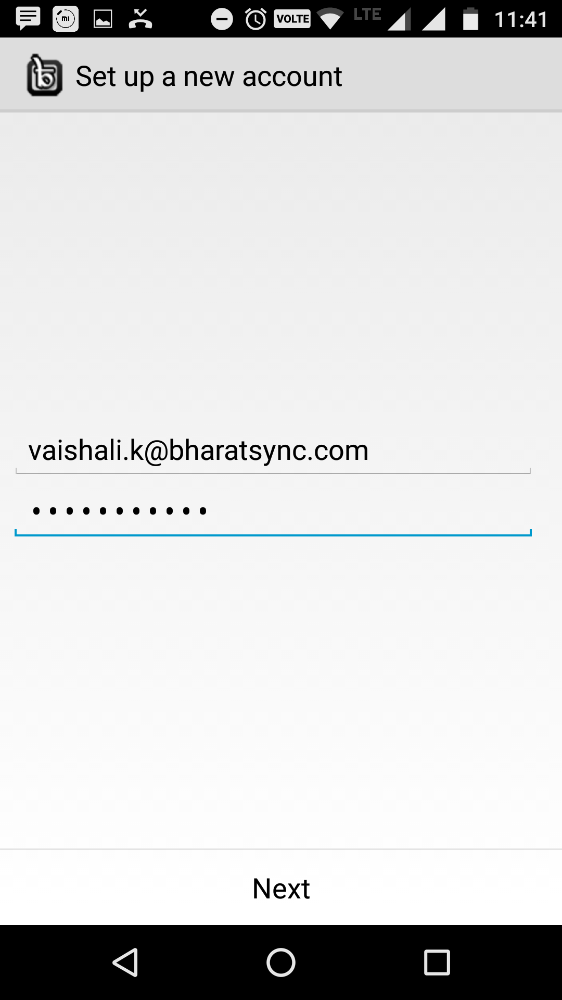 VOLTE LTE 11:41
Set up a new account
vaishali.k@bharatsync.com
•••••••••••
Next